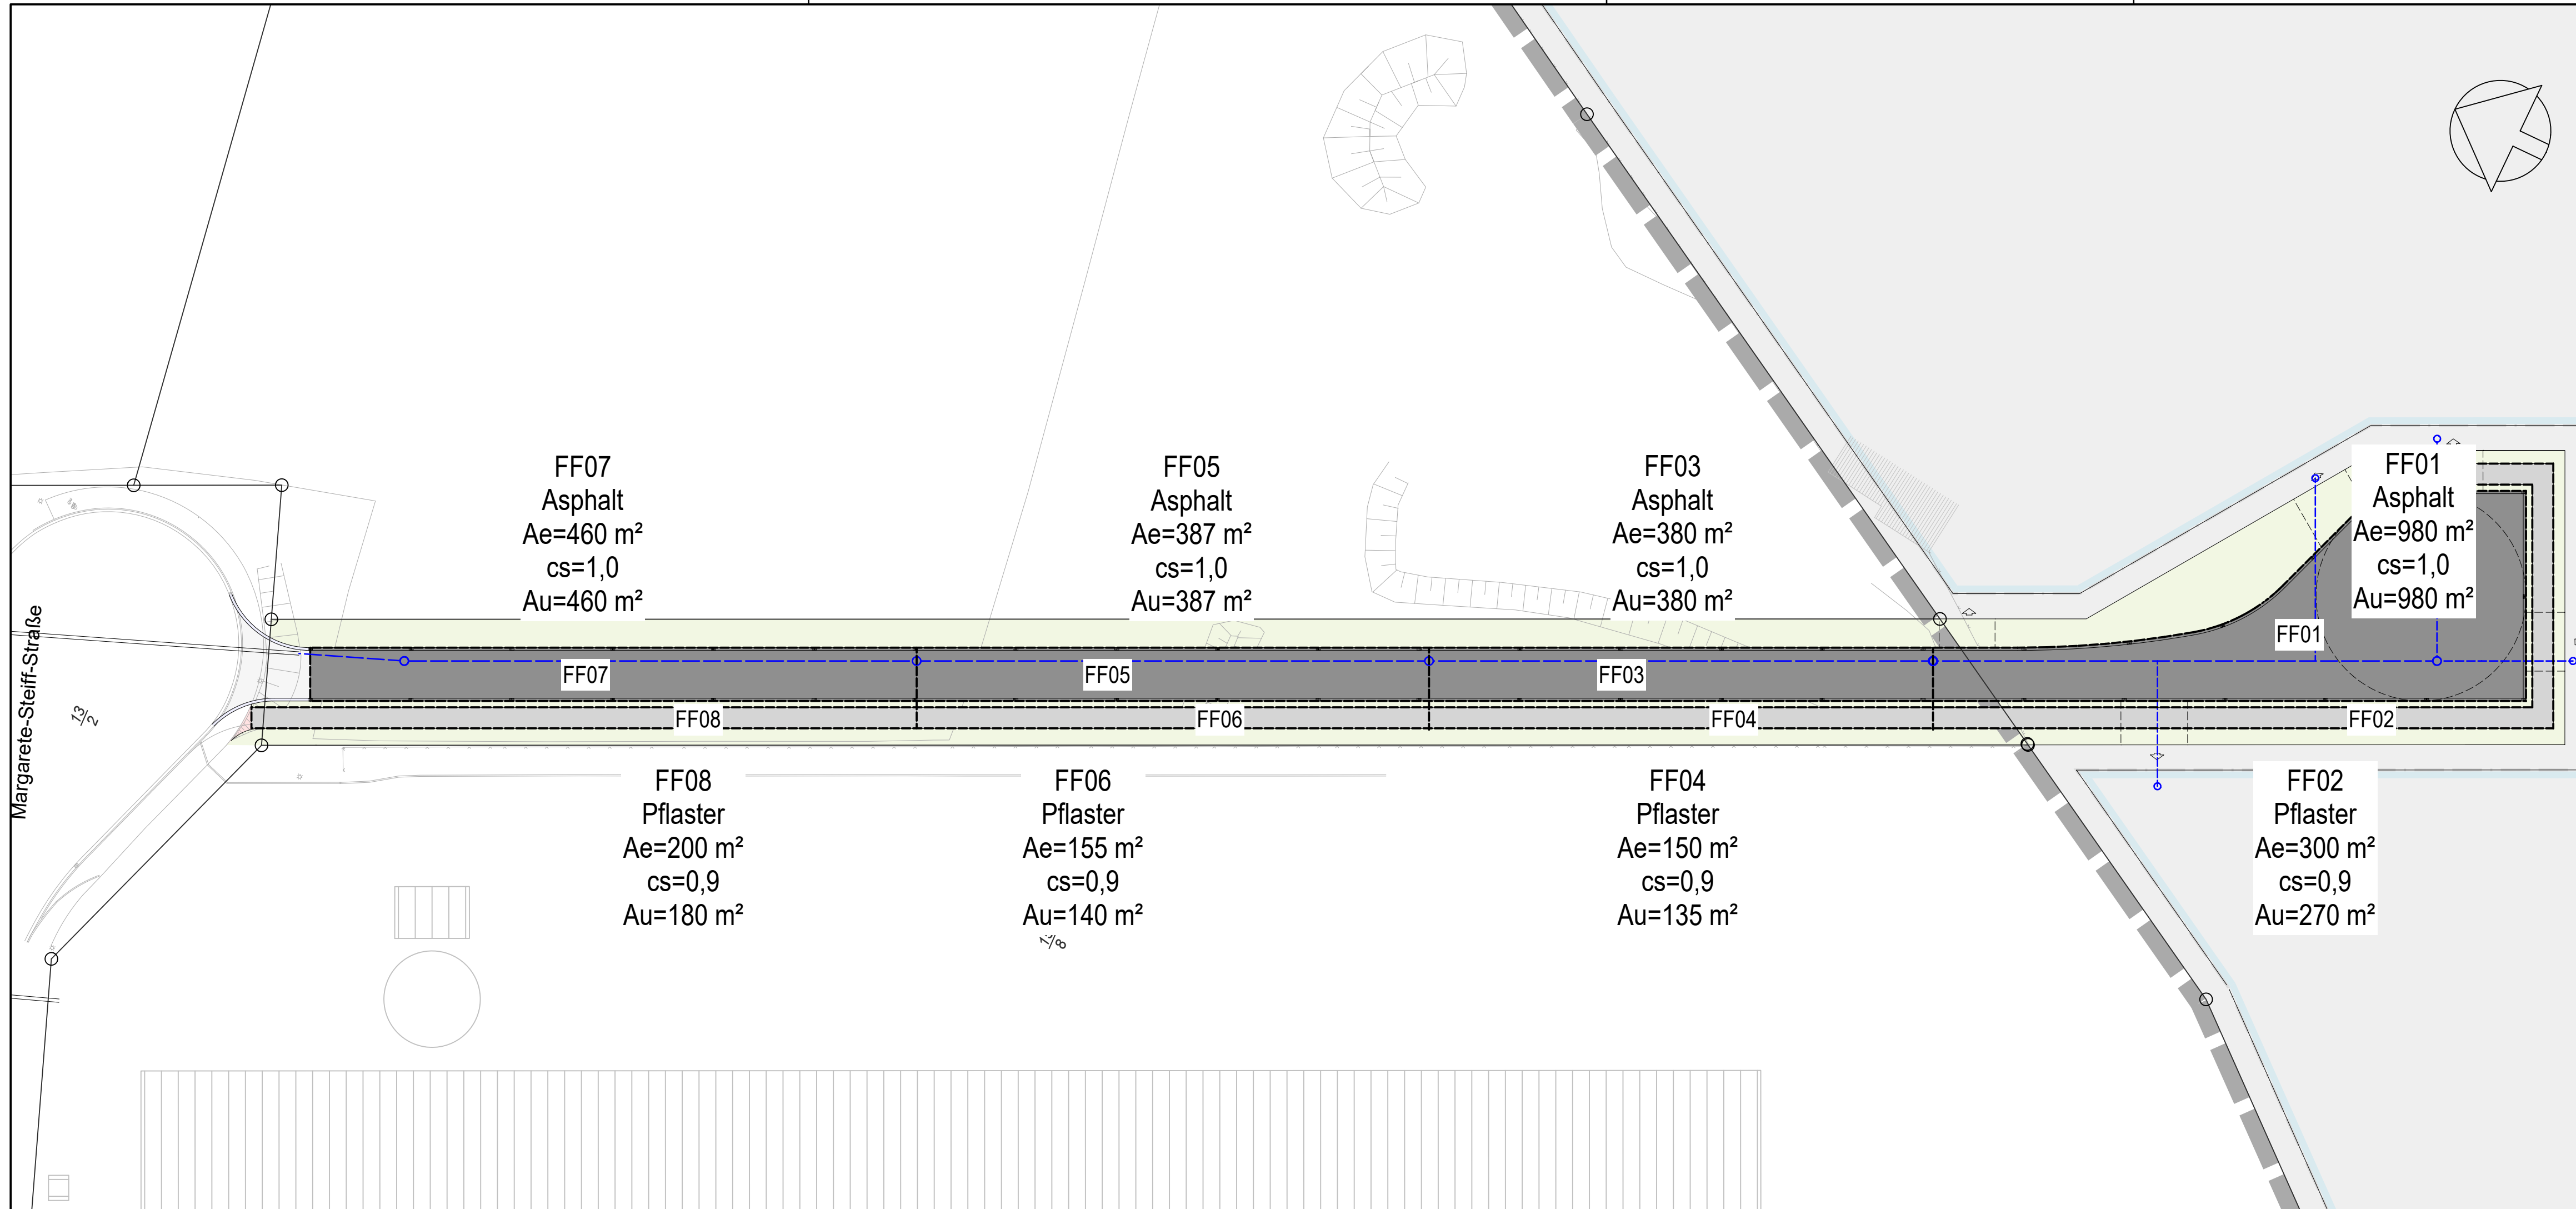 FF07
Asphalt
Ae=460 m²
cs=1,0
Au=460 m²
FF05
Asphalt
Ae=387 m²
cs=1,0
Au=387 m²
FF03
Asphalt
Ae=380 m²
cs=1,0
Au=380 m²
FF01
Asphalt
Ae=980 m²
cs=1,0
Au=980 m²
FF01
FF07
FF05
FF03
FF08
FF06
FF04
FF02
Margarete-Steiff-Straße
13/2
FF08
Pflaster
Ae=200 m²
cs=0,9
Au=180 m²
FF06
Pflaster
Ae=155 m²
cs=0,9
Au=140 m²
FF04
Pflaster
Ae=150 m²
cs=0,9
Au=135 m²
FF02
Pflaster
Ae=300 m²
cs=0,9
Au=270 m²